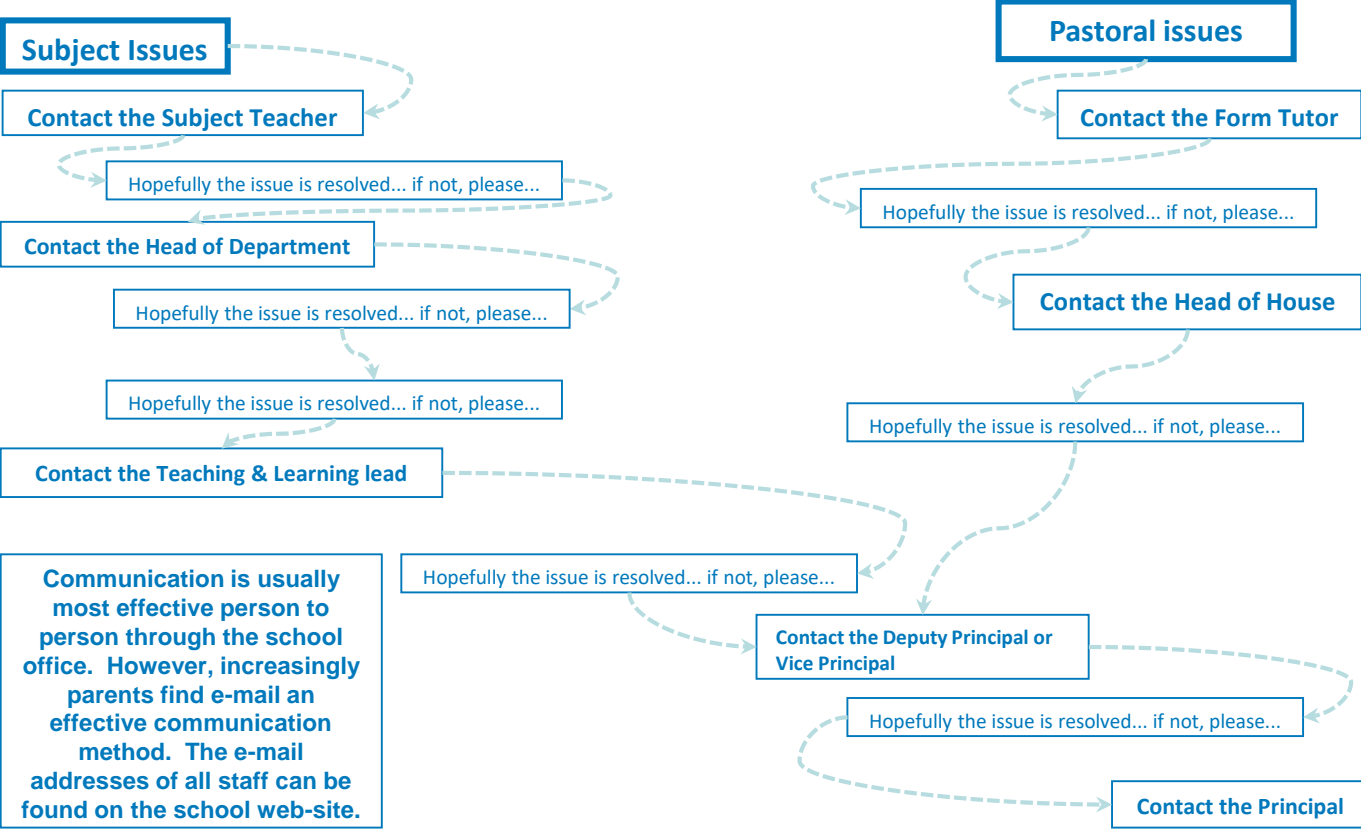 Subject Issues
Contact the Subject Teacher
Hopefully the issue is resolved... if not, please...
Contact the Head of Department
Hopefully the issue is resolved... if not, please...
Hopefully the issue is resolved... if not, please...
Contact the Teaching & Learning lead
Hopefully the issue is resolved... if not, please...
Pastoral issues
Contact the Form Tutor
Hopefully the issue is resolved... if not, please...
Contact the Head of House
Hopefully the issue is resolved... if not, please...
Contact the Deputy Principal or
Vice Principal
Hopefully the issue is resolved... if not, please...
Contact the Principal
Communication is usually
most effective person to
person through the school
office.  However, increasingly
parents find e-mail an
effective communication
method.  The e-mail
addresses of all staff can be
found on the school web-site.